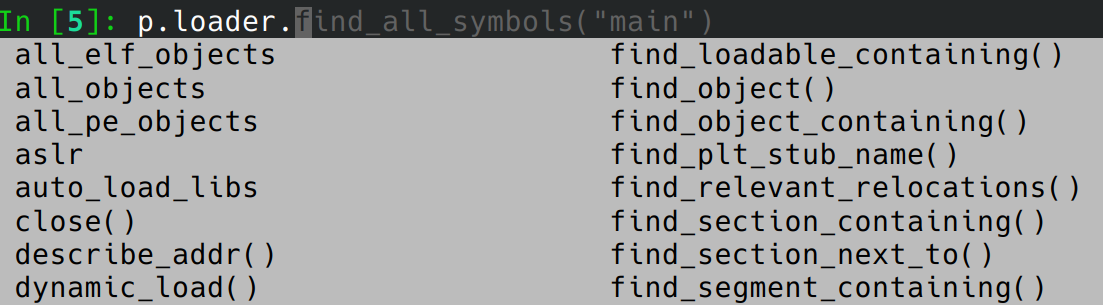 In [5]: p.loader.find_all_symbols("main")
all_elf_objects find_loadable_containing()
all_objects find_object()
all_pe_objects find_object_containing()
aslr find_plt_stub_name()
auto_load_libs find_relevant_relocations()
close() find_section_containing()
describe_addr() find_section_next_to()
dynamic_load() find_segment_containing()